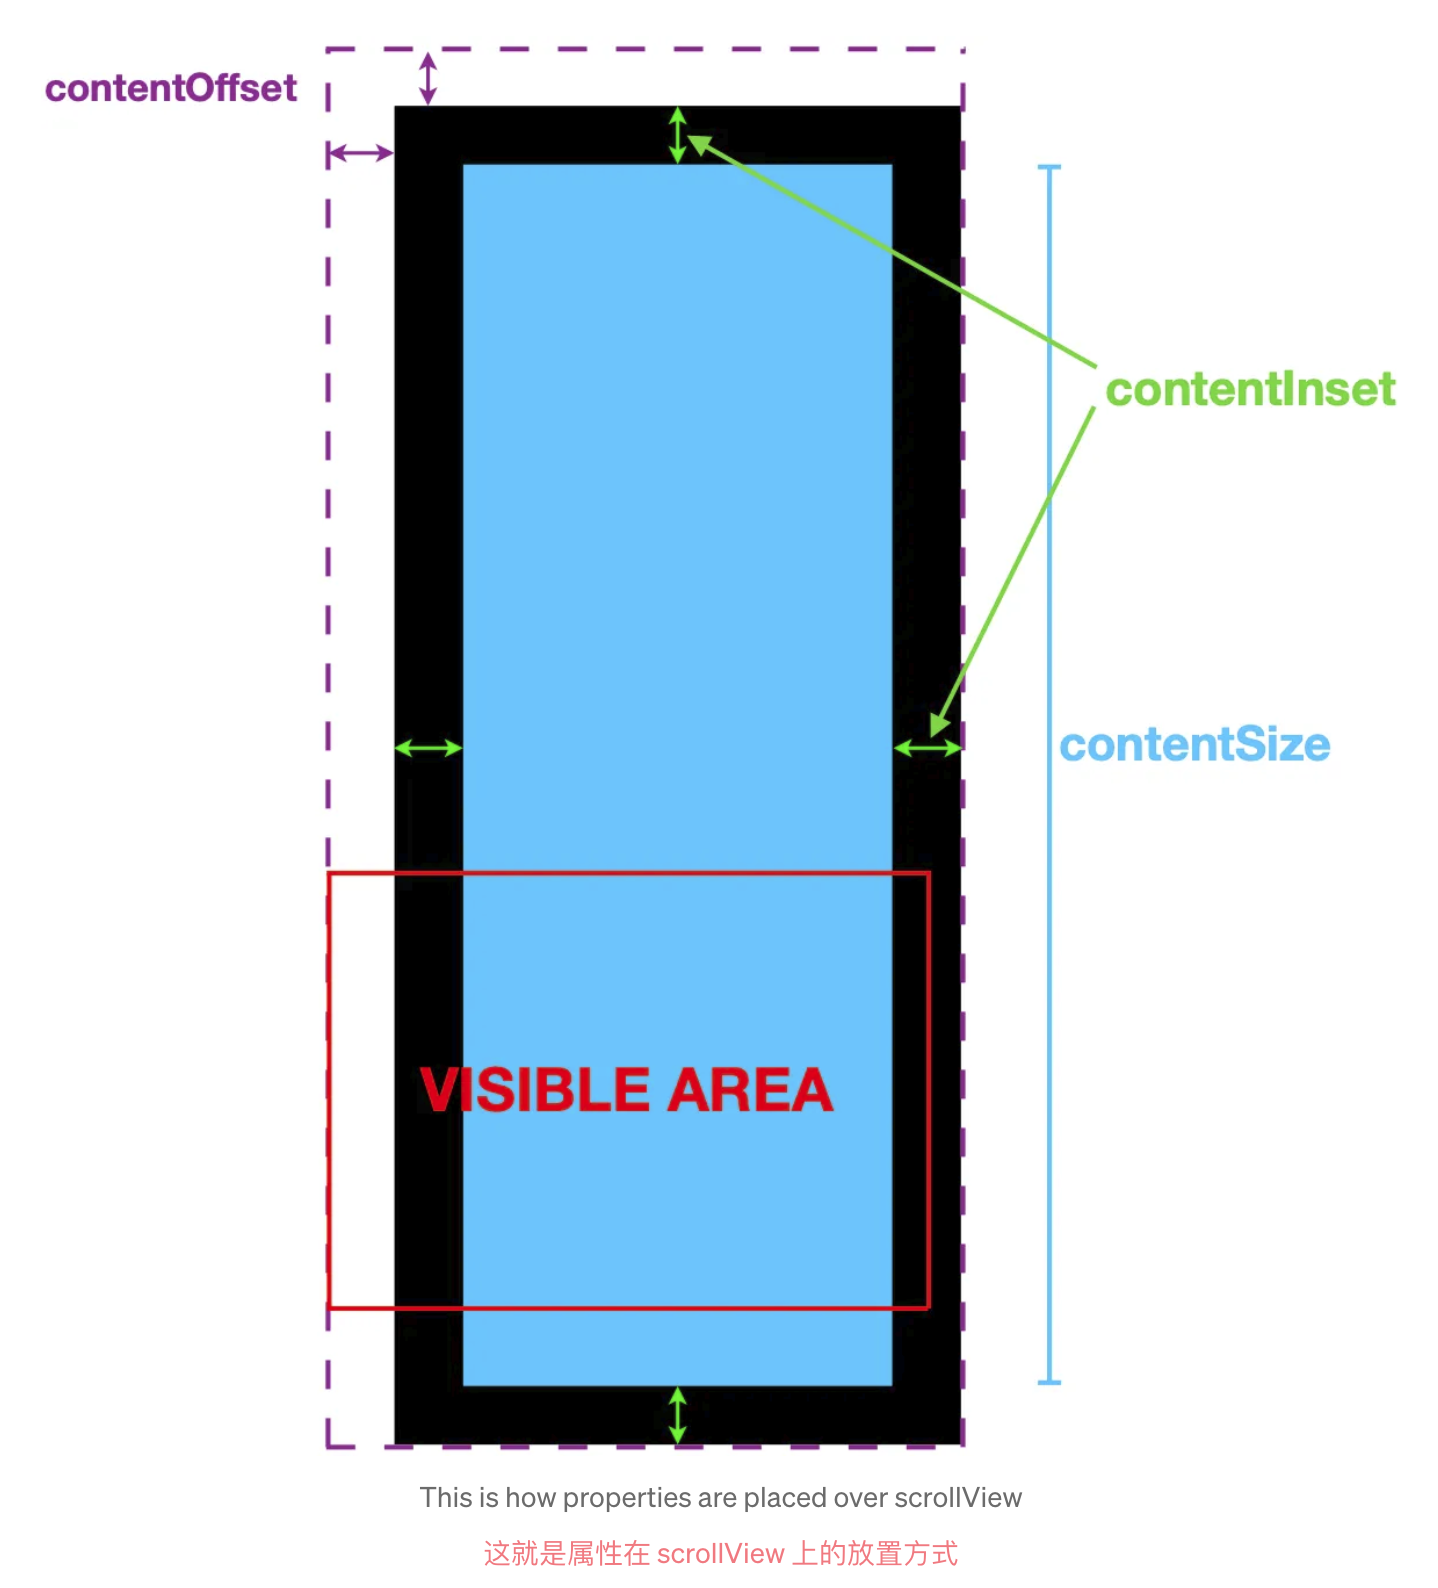 contentOffset
contentInset
contentSize
VISIBLE AREA
This is how properties are placed over scrollView
这就是属性在 scrollView 上的放置方式